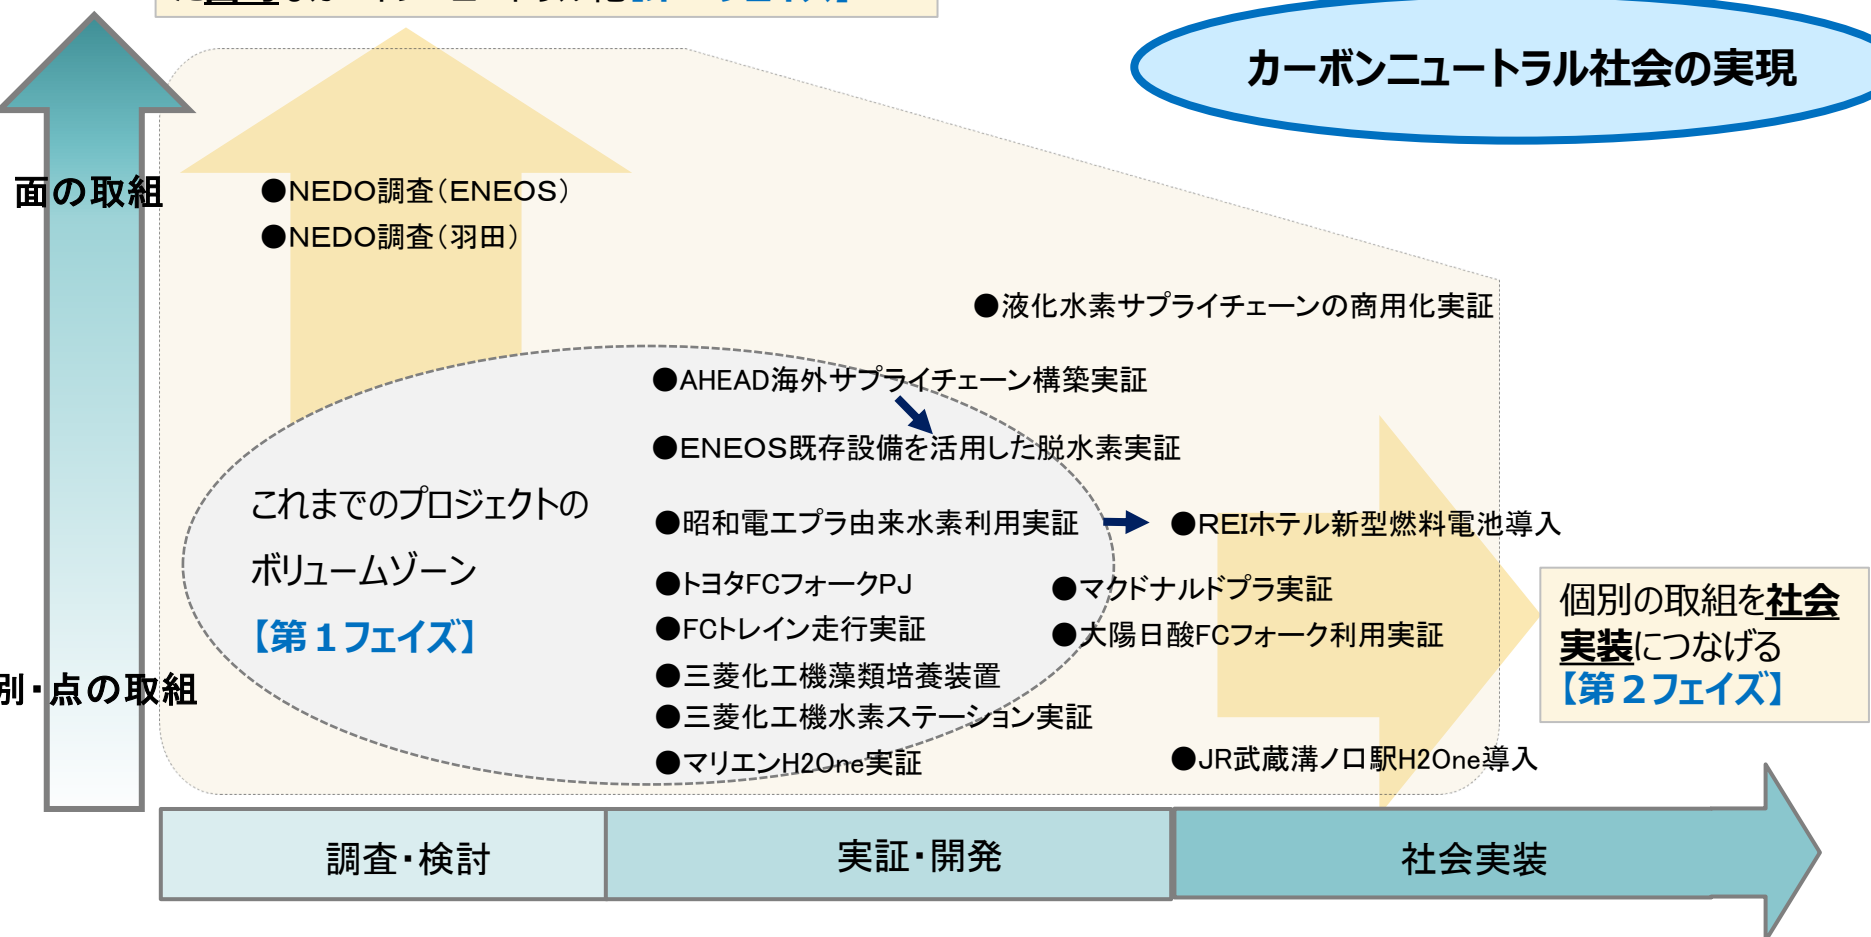 カーボンニュートラル社会の実現
面の取組
●NEDO調査(ENEOS)
●NEDO調査(羽田)
●液化水素サプライチェーンの商用化実証
●AHEAD海外サプライチェーン構築実証
●ENEOS既存設備を活用した脱水素実証
これまでのプロジェクトの
ボリュームゾーン
【第1フェイズ】
●昭和電工プラ由来水素利用実証
●REIホテル新型燃料電池導入
●トヨタFCフォークPJ
●マクドナルドプラ実証
●FCトレイン走行実証
●大陽日酸FCフォーク利用実証
●三菱化工機藻類培養装置
●三菱化工機水素ステーション実証
●マリエンH2One実証
●JR武蔵溝ノ口駅H2One導入
個別の取組を社会
実装につなげる
【第2フェイズ】
別・点の取組
調査・検討
実証・開発
社会実装